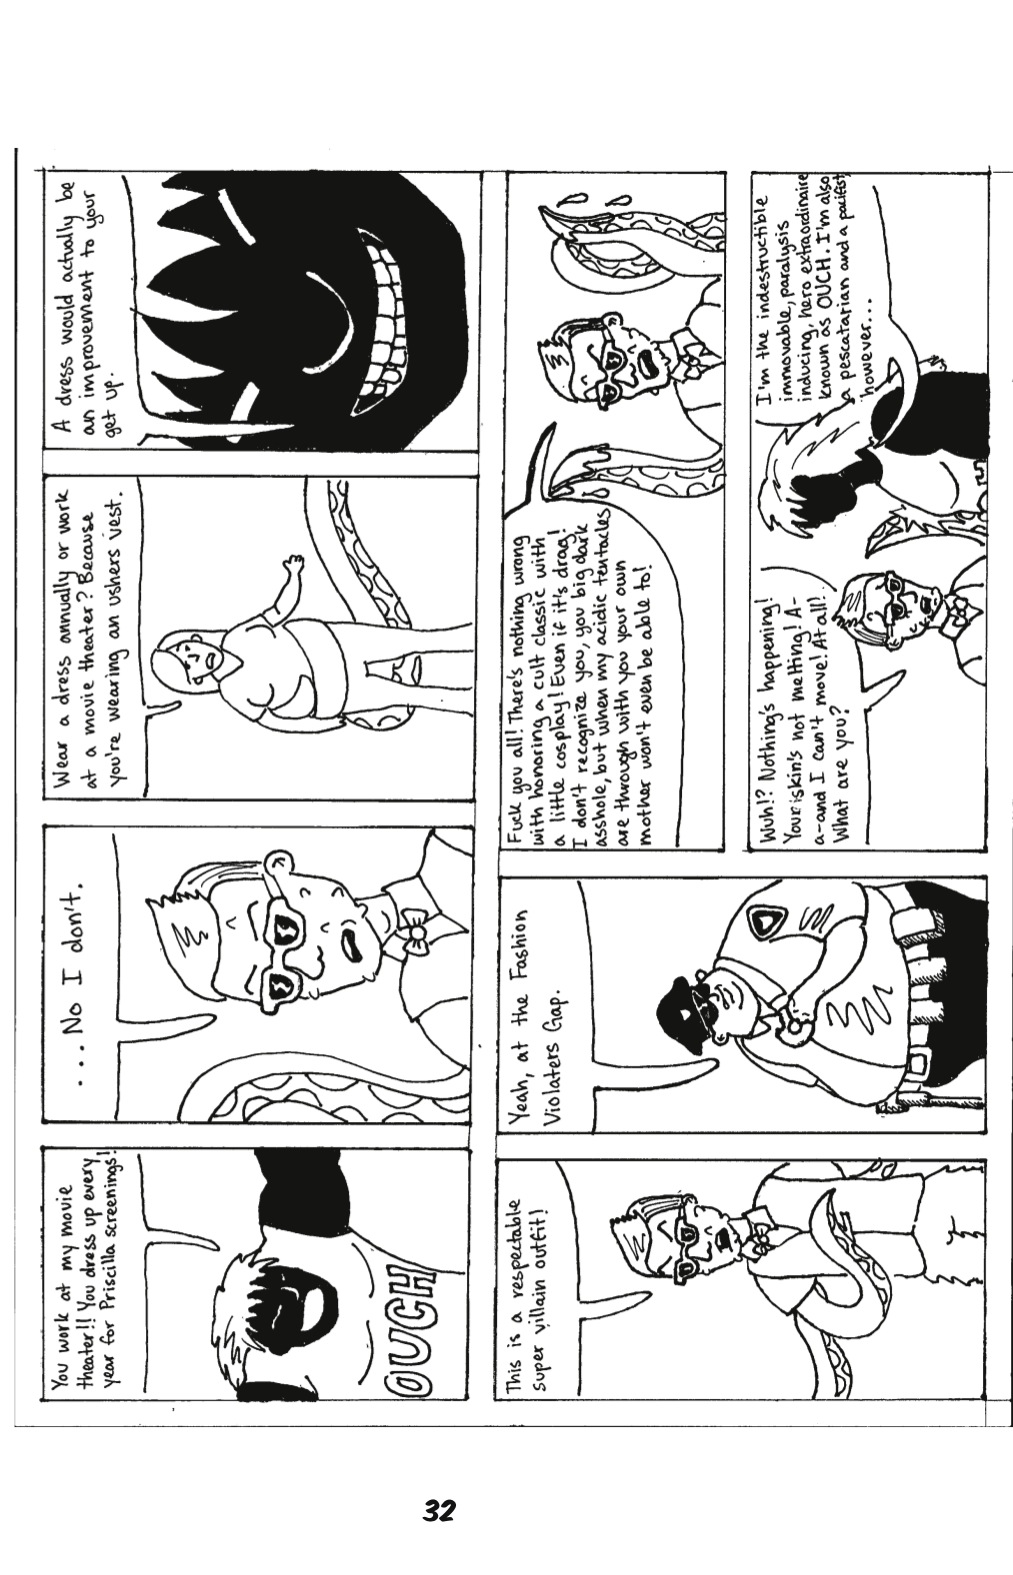 You work at my movie
theater!! You dress up every
year for Priscilla screenings!
OUCH
...No I don't.
Wear a dress annually or work
at a movie theater? Because
you're wearing an ushers vest.
A dress would actually be
an improvement to your
get up.
This is a respectable
super villain outfit!
Yeah, at the Fashion
Violaters Gap.
Fuck you all! There's nothing wrong
with honoring a cult classic with
a little cosplay! Even if it's drag!
I don't recognize you, you big dark
asshole, but when my acidic tentacles
are through with you your own
mother won't even be able to!
Wuh!? Nothing's happening!
Your skin's not melting! A-
a-and I can't move! At all!
What are you?
I'm the indestructible
immovable, paralysis
inducing, hero extraordinaire
known as OUCH. I'm also
a pescatarian and a pacifist,
however...
32